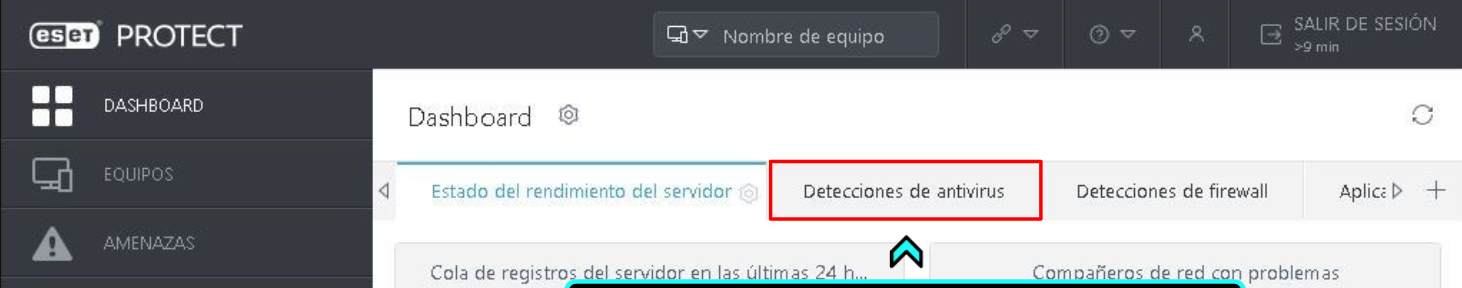 eset PROTECT
Nombre de equipo
SALIR DE SESIÓN
>9 min
DASHBOARD
EQUIPOS
AMENAZAS
Dashboard
Estado del rendimiento del servidor
Detecciones de antivirus
Detecciones de firewall
Aplica
Cola de registros del servidor en las últimas 24 h...
Compañeros de red con problemas